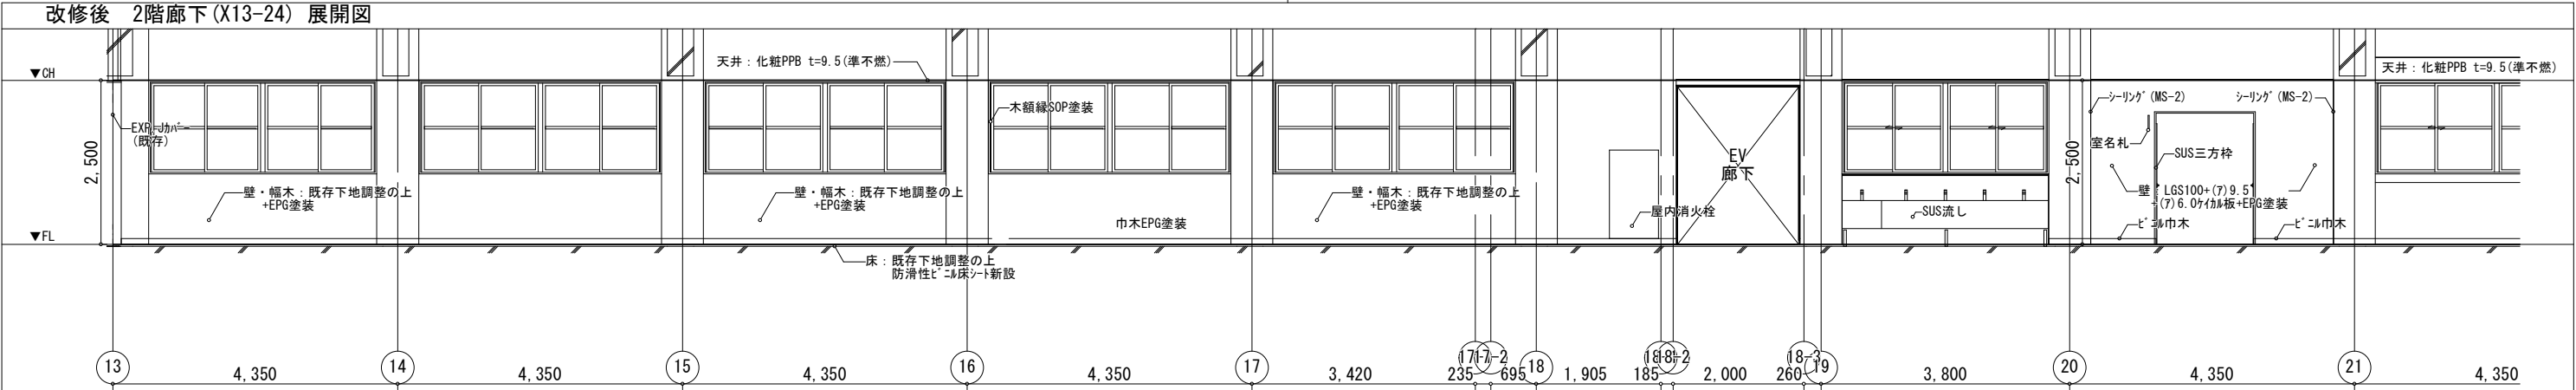 改修後　2階廊下(X13-24) 展開図
▼CH
天井：化粧PPB t=9.5(準不燃)
天井：化粧PPB t=9.5(準不燃)
木額縁SOP塗装
シーリング(MS-2)
シーリング(MS-2)
EXP.Jカバー
(既存)
2,500
2,500
室名札
SUS三方枠
EV
廊下
壁・幅木：既存下地調整の上
+EPG塗装
壁・幅木：既存下地調整の上
+EPG塗装
壁・幅木：既存下地調整の上
+EPG塗装
壁：LGS100+(ア)9.5
+(ア)6.0ケイカル板+EPG塗装
屋内消火栓
SUS流し
巾木EPG塗装
ビニル巾木
ビニル巾木
▼FL
床：既存下地調整の上
防滑性ビニル床シート新設
13
14
15
16
17
17-2
18
18-2
18-3
19
20
21
4,350
4,350
4,350
4,350
3,420
235
695
1,905
185
2,000
260
3,800
4,350
4,350